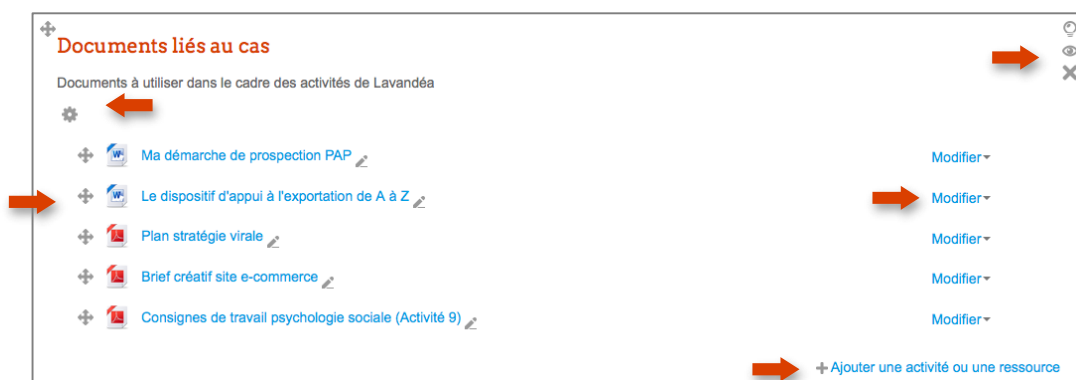 Documents liés au cas
Documents à utiliser dans le cadre des activités de Lavandéa
Ma démarche de prospection PAP
Modifier
Le dispositif d'appui à l'exportation de A à Z
Modifier
Plan stratégie virale
Modifier
Brief créatif site e-commerce
Modifier
Consignes de travail psychologie sociale (Activité 9)
Modifier
Ajouter une activité ou une ressource